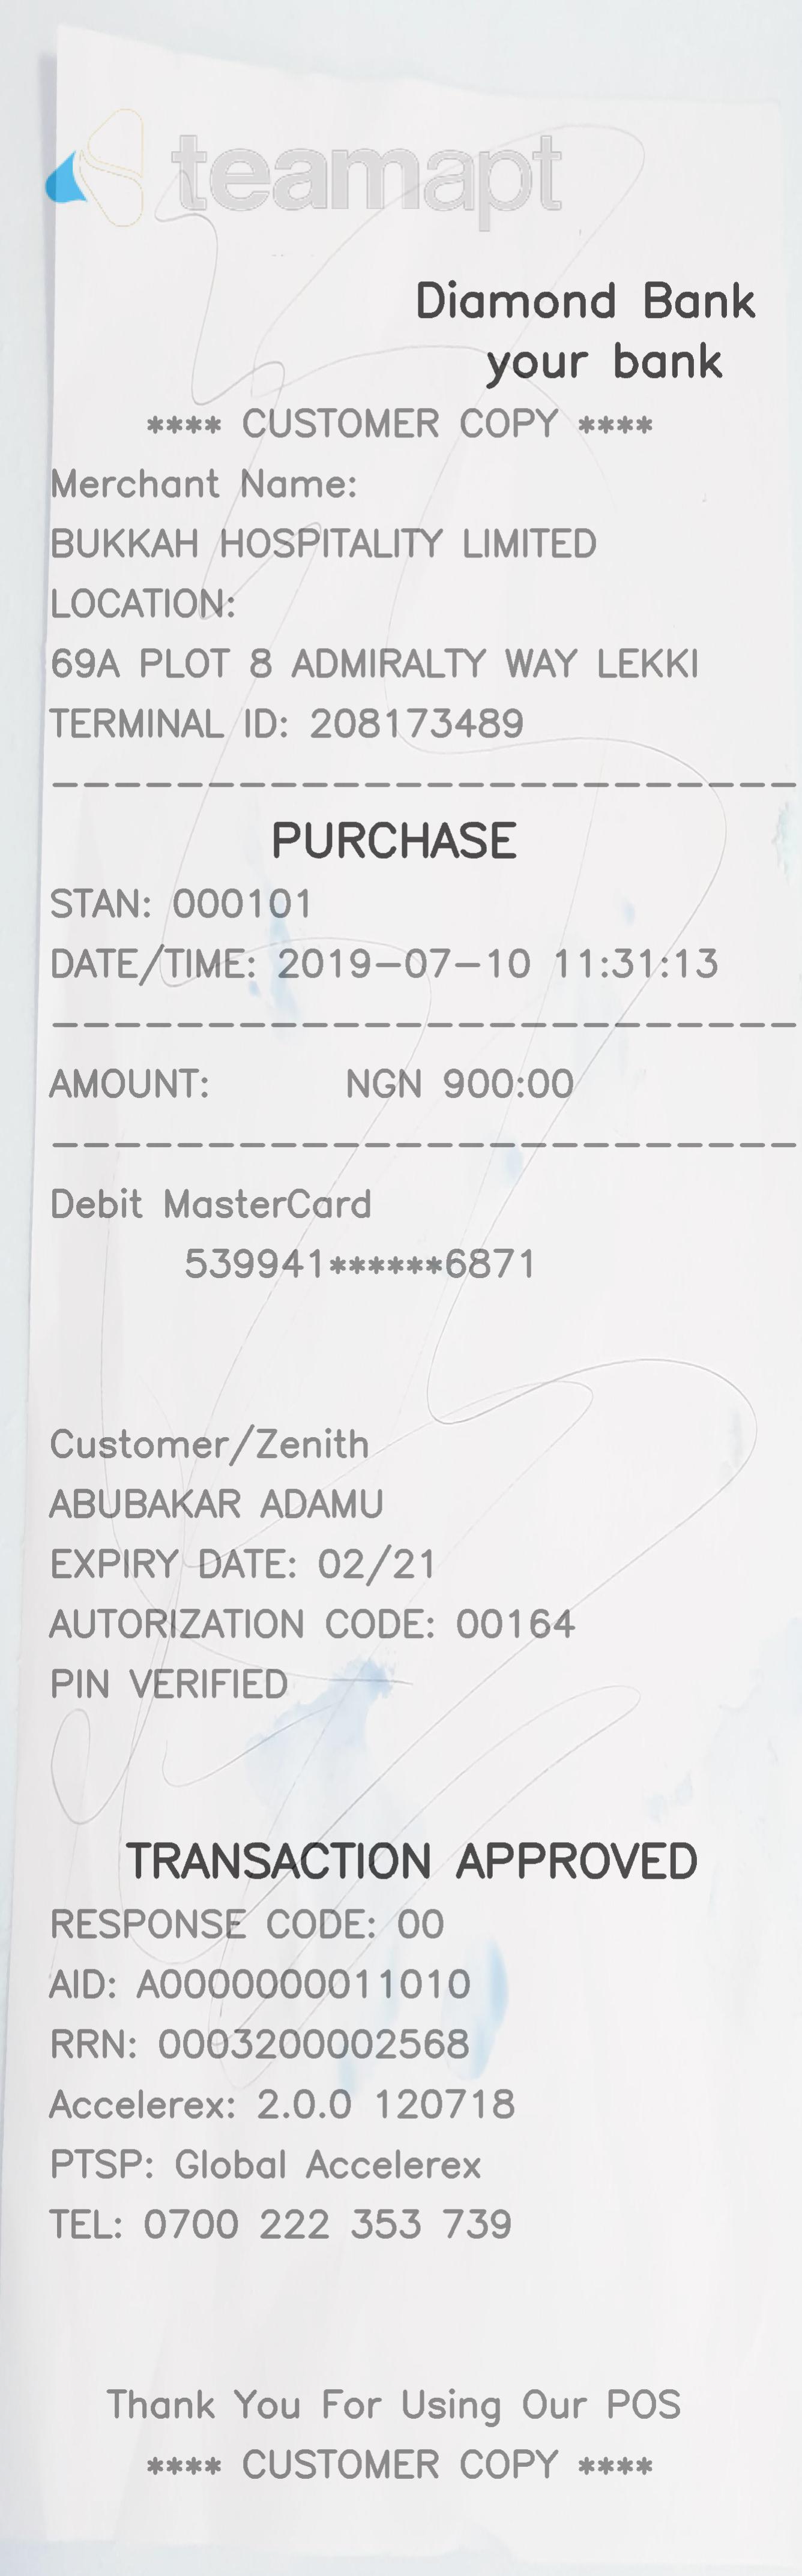 teamapt
Diamond Bank
your bank
**** CUSTOMER COPY ****
Merchant Name:
BUKKAH HOSPITALITY LIMITED
LOCATION:
69A PLOT 8 ADMIRALTY WAY LEKKI
TERMINAL ID: 208173489
------------------------
PURCHASE
STAN: 000101
DATE/TIME: 2019-07-10 11:31:13
------------------------
AMOUNT: NGN 900:00
------------------------
Debit MasterCard
539941******6871
Customer/Zenith
ABUBAKAR ADAMU
EXPIRY DATE: 02/21
AUTORIZATION CODE: 00164
PIN VERIFIED
TRANSACTION APPROVED
RESPONSE CODE: 00
AID: A0000000011010
RRN: 0003200002568
Accelerex: 2.0.0 120718
PTSP: Global Accelerex
TEL: 0700 222 353 739
Thank You For Using Our POS
**** CUSTOMER COPY ****